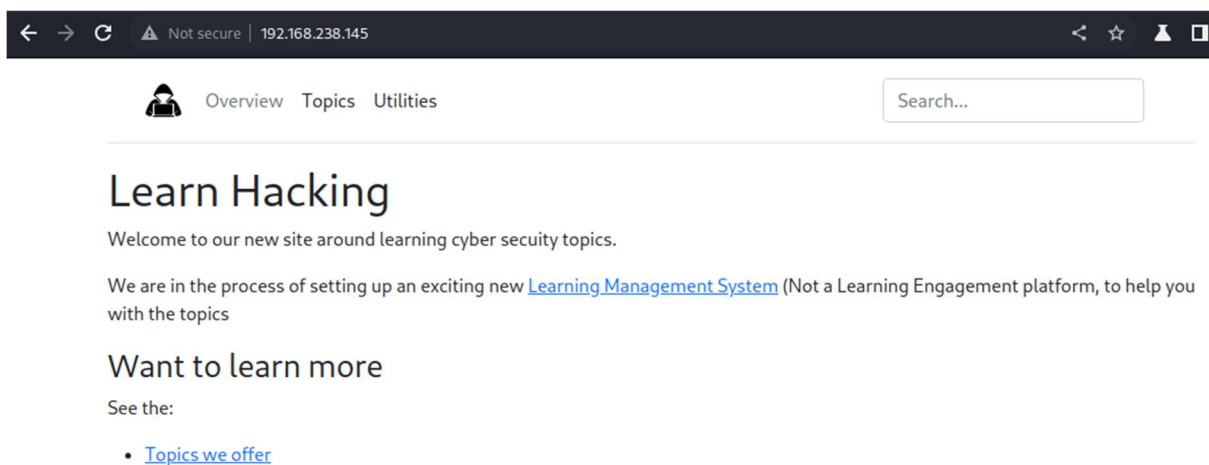 Not secure 192.168.238.145
Overview Topics Utilities Search...
Learn Hacking
Welcome to our new site around learning cyber secuity topics.
We are in the process of setting up an exciting new Learning Management System (Not a Learning Engagement platform, to help you
with the topics
Want to learn more
See the:
• Topics we offer